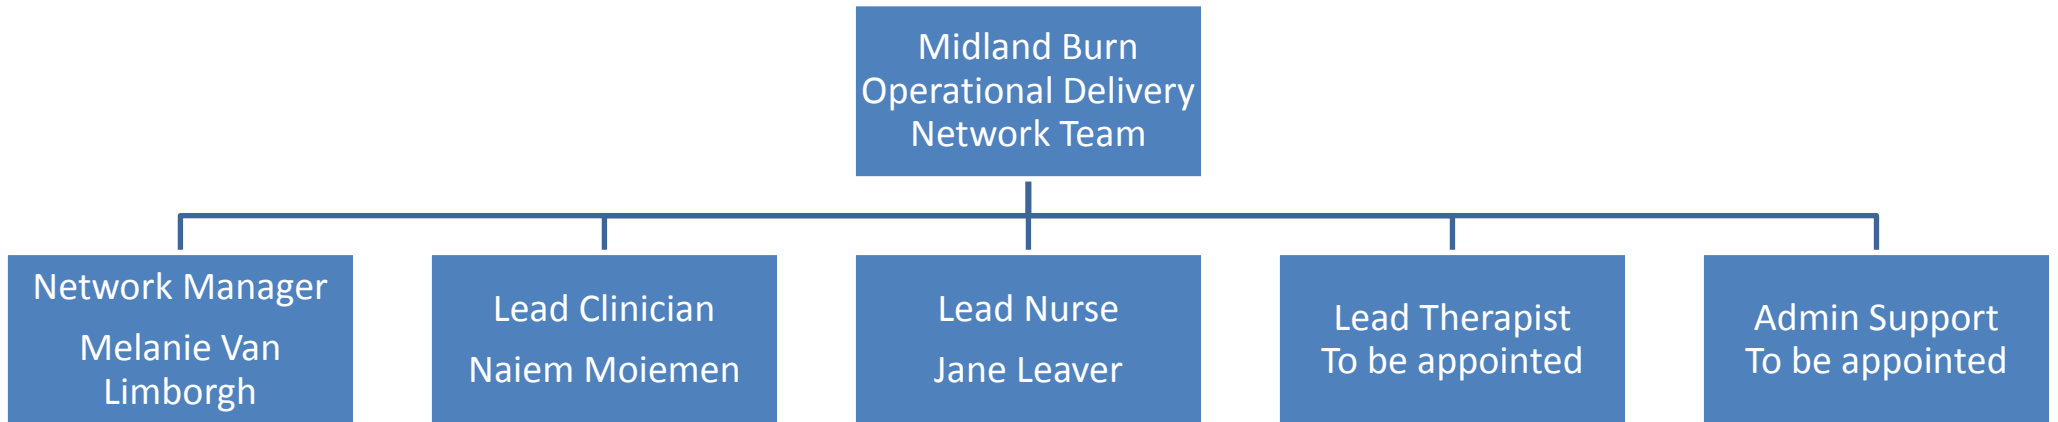 Midland Burn
Operational Delivery
Network Team
Network Manager
Melanie Van
Limborgh
Lead Clinician
Naiem Moiemen
Lead Nurse
Jane Leaver
Lead Therapist
To be appointed
Admin Support
To be appointed